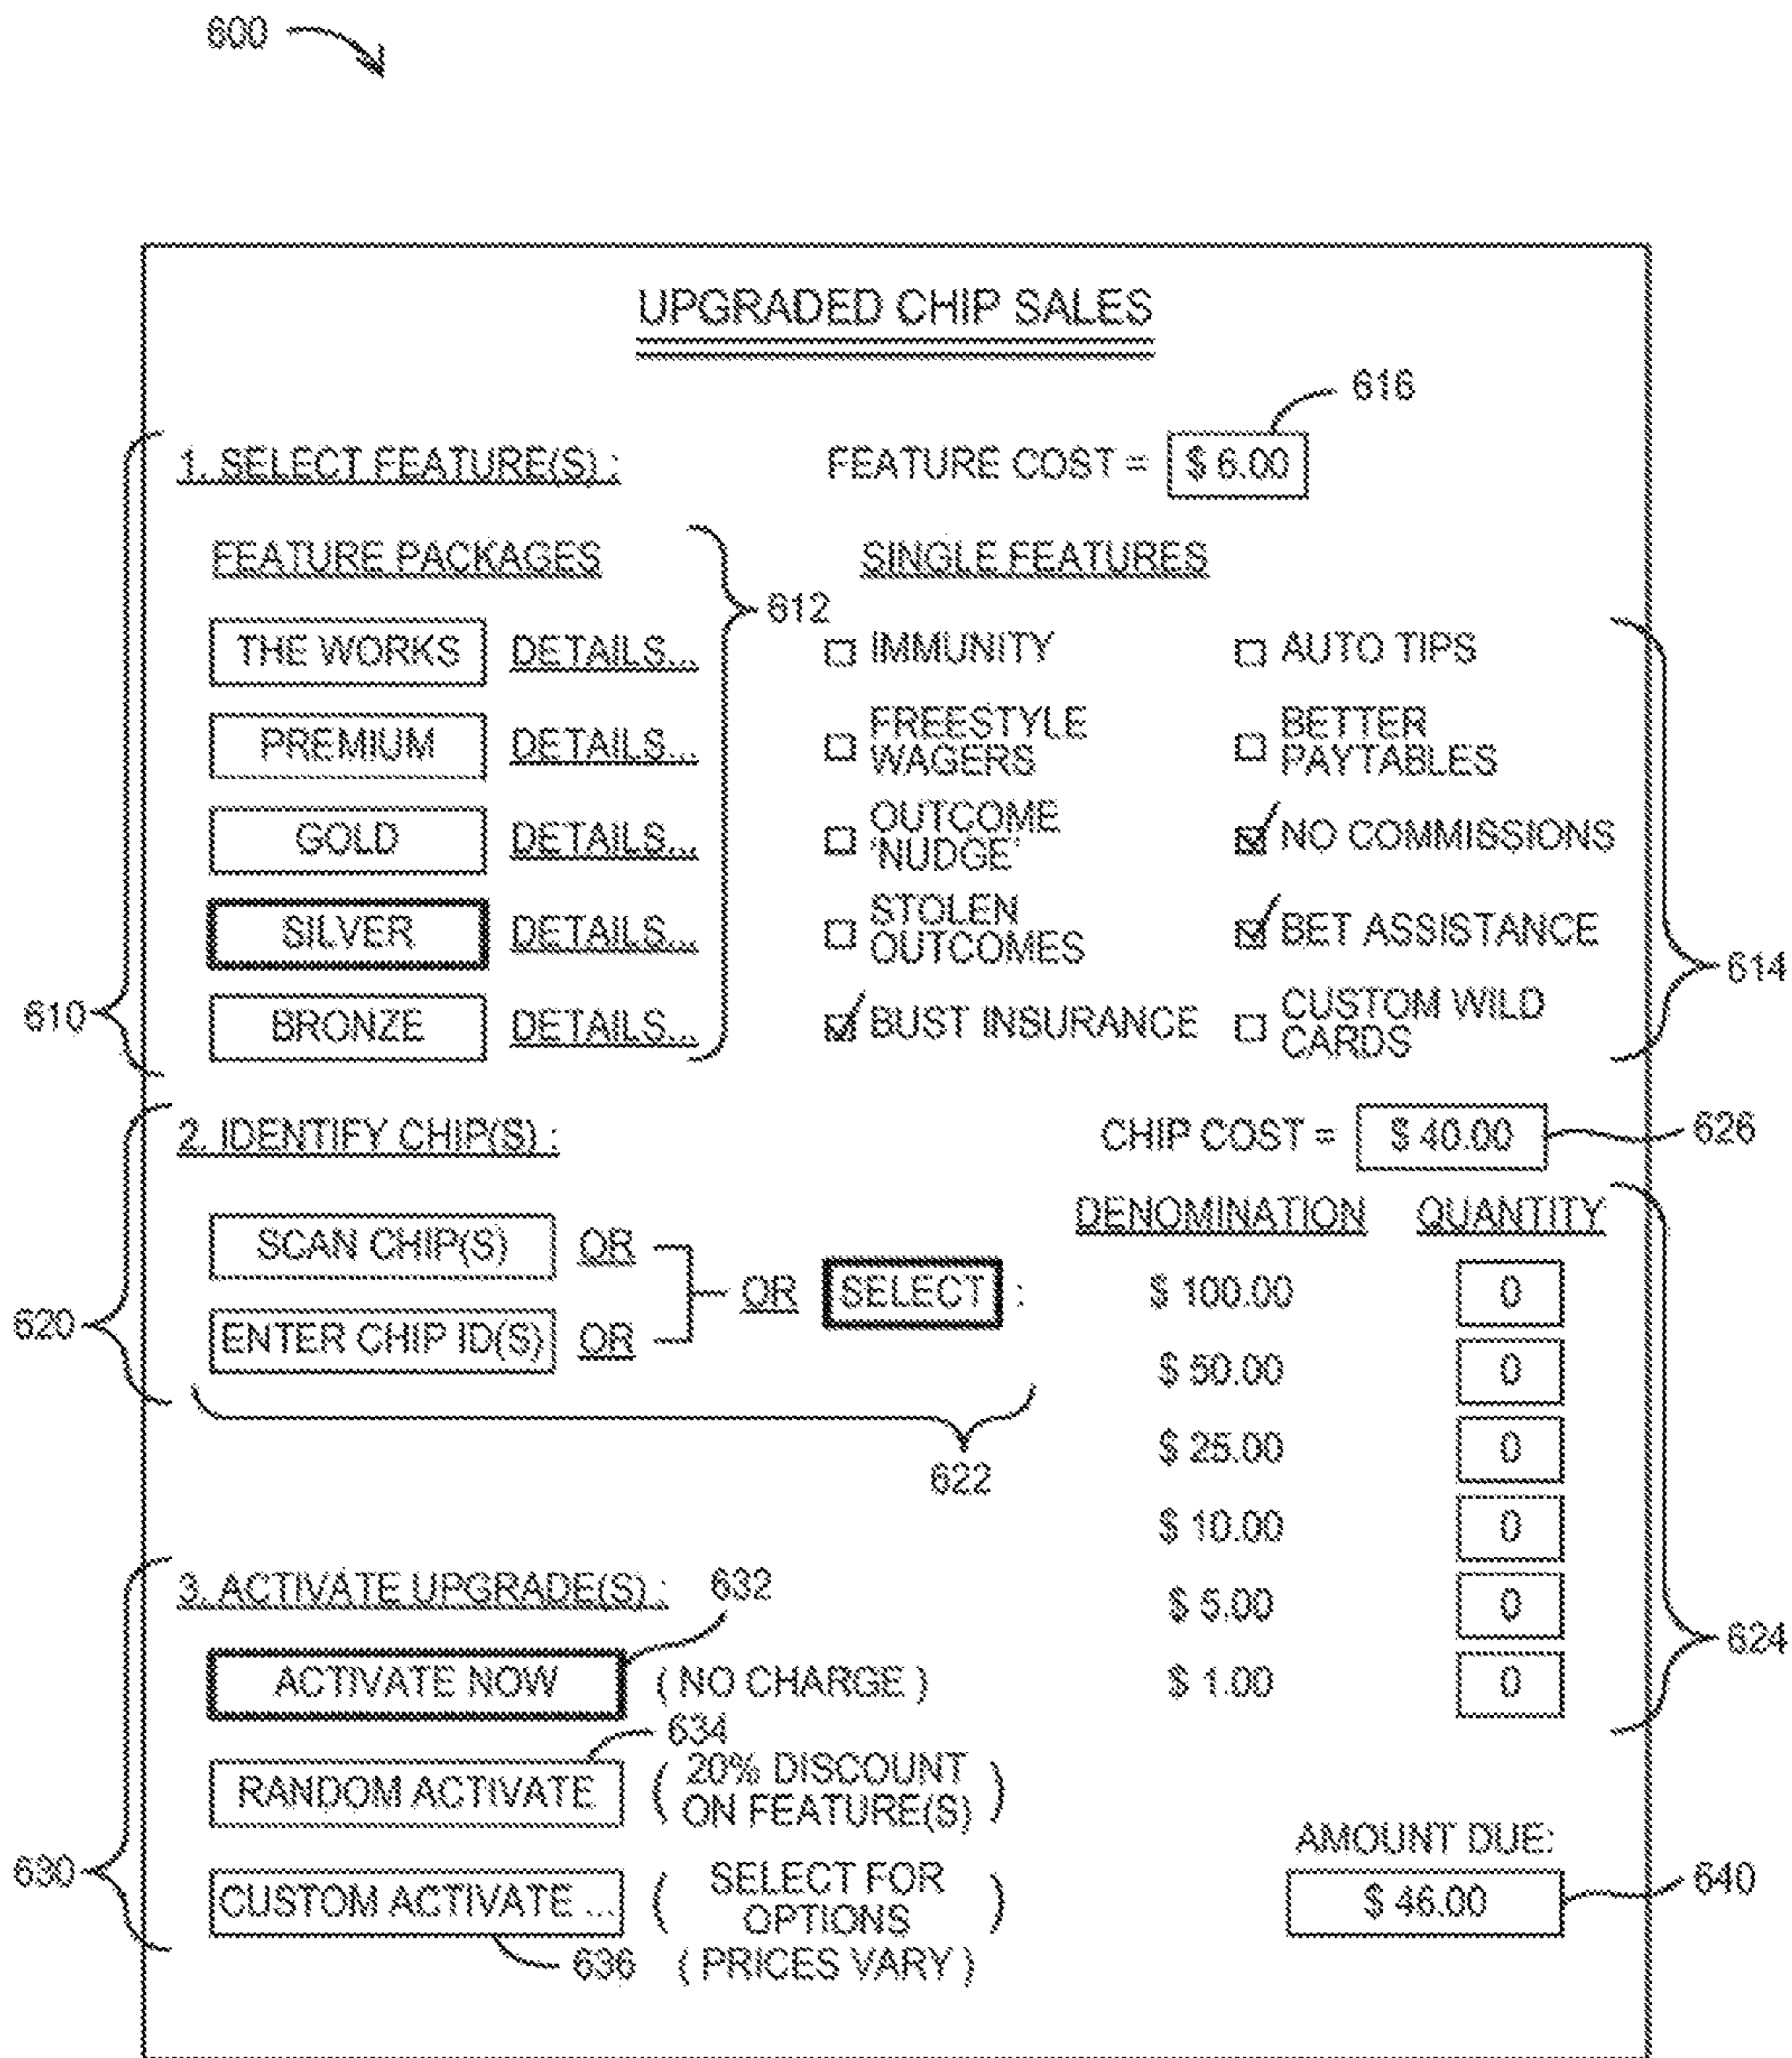 600
UPGRADED CHIP SALES
616
1. SELECT FEATURE(S) :
FEATURE COST = $ 6.00
FEATURE PACKAGES
SINGLE FEATURES
612
THE WORKS DETAILS...
IMMUNITY
AUTO TIPS
PREMIUM DETAILS...
FREESTYLE
WAGERS
BETTER
PAYTABLES
GOLD DETAILS...
OUTCOME
'NUDGE'
NO COMMISSIONS
SILVER DETAILS...
STOLEN
OUTCOMES
BET ASSISTANCE
614
610
BRONZE DETAILS...
BUST INSURANCE
CUSTOM WILD
CARDS
2. IDENTIFY CHIP(S) :
CHIP COST = $ 40.00
626
DENOMINATION QUANTITY
SCAN CHIP(S) OR
OR SELECT :
ENTER CHIP ID(S) OR
620
622
$ 100.00 0
$ 50.00 0
$ 25.00 0
$ 10.00 0
$ 5.00 0
$ 1.00 0
624
3. ACTIVATE UPGRADE(S) :
632
ACTIVATE NOW ( NO CHARGE )
634
RANDOM ACTIVATE ( 20% DISCOUNT
ON FEATURE(S) )
630
CUSTOM ACTIVATE ... ( SELECT FOR
OPTIONS )
636 ( PRICES VARY )
AMOUNT DUE:
$ 46.00
640